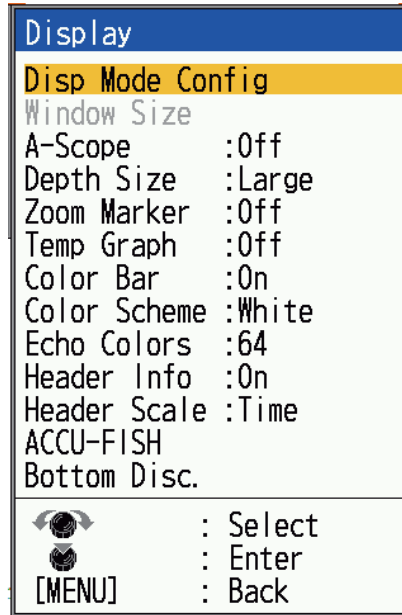 Display
Disp Mode Config
Window Size
A-Scope :Off
Depth Size :Large
Zoom Marker :Off
Temp Graph :Off
Color Bar :On
Color Scheme :White
Echo Colors :64
Header Info :On
Header Scale :Time
ACCU-FISH
Bottom Disc.
: Select
: Enter
[MENU] : Back